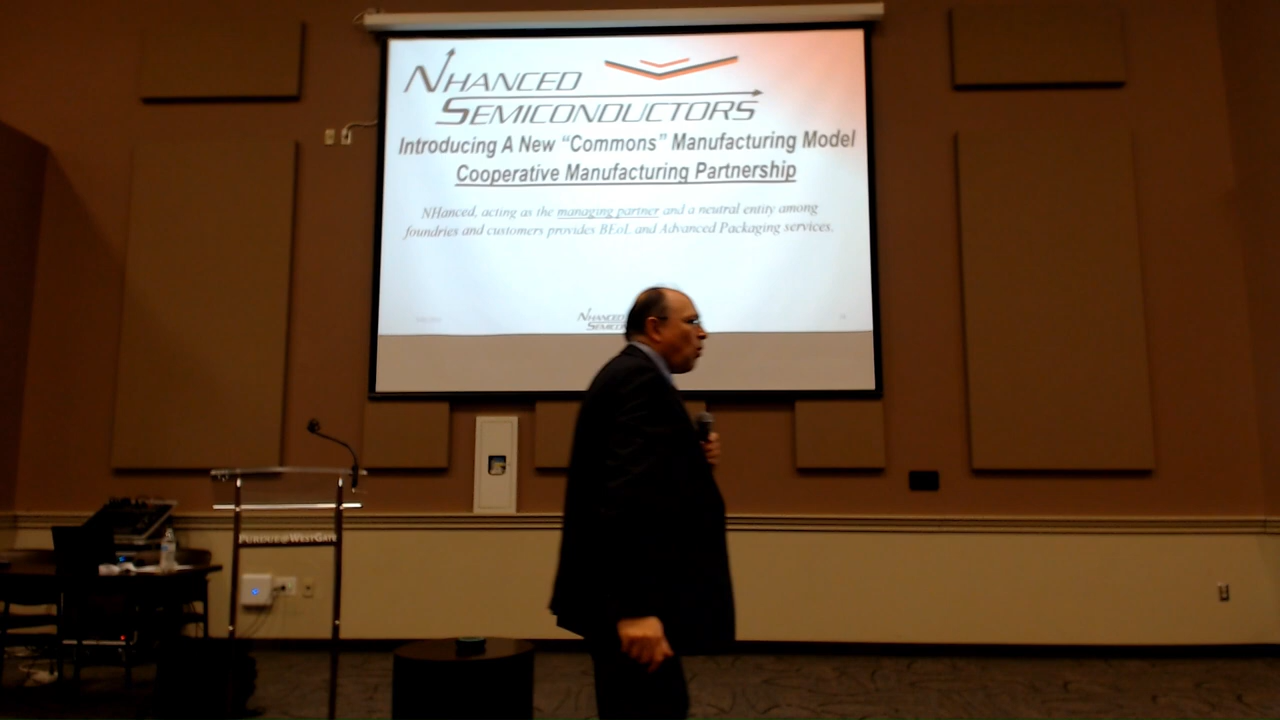 NHANCED
SEMICONDUCTORS
Introducing A New “Commons” Manufacturing Model
Cooperative Manufacturing Partnership
NHanced, acting as the managing partner and a neutral entity among
foundries and customers provides BEoL and Advanced Packaging services.
NHANCED
PURDUE@WESTGATE